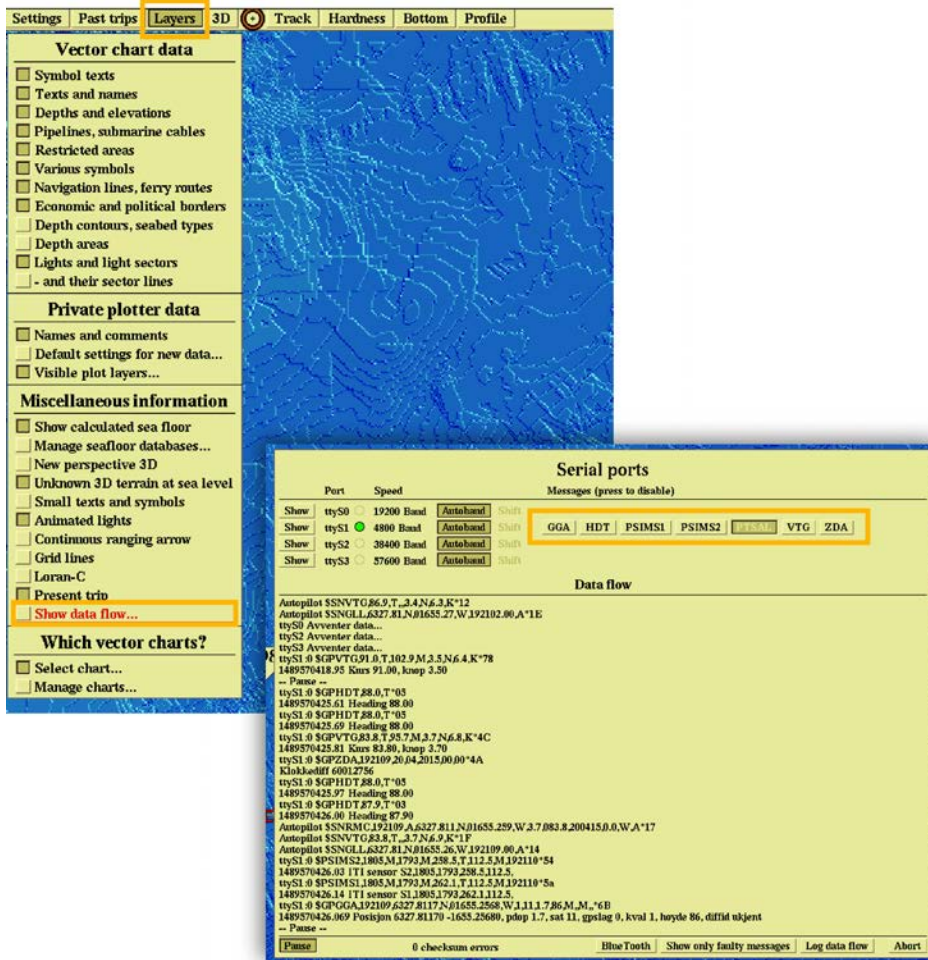 Settings Past trips Layers 3D Track Hardness Bottom Profile
Vector chart data
Symbol texts
Texts and names
Depths and elevations
Pipelines, submarine cables
Restricted areas
Various symbols
Navigation lines, ferry routes
Economic and political borders
Depth contours, seabed types
Depth areas
Lights and light sectors
- and their sector lines
Private plotter data
Names and comments
Default settings for new data...
Visible plot layers...
Miscellaneous information
Show calculated sea floor
Manage seafloor databases...
New perspective 3D
Unknown 3D terrain at sea level
Small texts and symbols
Animated lights
Continuous ranging arrow
Grid lines
Loran-C
Present trip
Show data flow...
Which vector charts?
Select chart...
Manage charts...
Serial ports
Port Speed Messages (press to disable)
Show ttyS0 19200 Baud Autobaud Shift
Show ttyS1 4800 Baud Autobaud Shift GGA HDT PSIMS1 PSIMS2 PTSAL VTG ZDA
Show ttyS2 38400 Baud Autobaud Shift
Show ttyS3 57600 Baud Autobaud Shift
Data flow
Autopilot $SNVTG,86.9,T,,,3.4,N,6.3,K*12
Autopilot $SNGLL,6327.81,N,01655.27,W,192102.00,A*1E
ttyS0 Avventer data...
ttyS2 Avventer data...
ttyS3 Avventer data...
ttyS1:0 $GPVTG,91.0,T,102.9,M,3.5,N,6.4,K*78
1489570418.95 Kurs 91.00, knop 3.50
-- Pause --
ttyS1:0 $GPHDT,88.0,T*05
1489570425.61 Heading 88.00
ttyS1:0 $GPHDT,88.0,T*05
1489570425.69 Heading 88.00
ttyS1:0 $GPVTG,83.8,T,95.7,M,3.7,N,6.8,K*4C
1489570425.81 Kurs 83.80, knop 3.70
ttyS1:0 $GPZDA,192109,20,04,2015,00,00*4A
Klokkediff 60012756
ttyS1:0 $GPHDT,88.0,T*05
1489570425.97 Heading 88.00
ttyS1:0 $GPHDT,87.9,T*03
1489570426.00 Heading 87.90
Autopilot $SNRMC,192109,A,6327.811,N,01655.259,W,3.7,083.8,200415,0.0,W,A*17
Autopilot $SNVTG,83.8,T,,,3.7,N,6.9,K*1F
Autopilot $SNGLL,6327.81,N,01655.26,W,192109.00,A*14
ttyS1:0 $PSIMS2,1805,M,1793,M,258.5,T,112.5,M,192110*54
1489570426.03 ITI sensor S2,1805,1793,258.5,112.5,
ttyS1:0 $PSIMS1,1805,M,1793,M,262.1,T,112.5,M,192110*5a
1489570426.14 ITI sensor S1,1805,1793,262.1,112.5,
ttyS1:0 $GPGGA,192109,6327.8117,N,01655.2568,W,1,11,1.7,86,M,,M,,*6B
1489570426.069 Posisjon 6327.81170 -1655.25680, pdop 1.7, sat 11, gpslag 0, kval 1, høyde 86, diffid ukjent
-- Pause --
Pause 0 checksum errors BlueTooth Show only faulty messages Log data flow Abort